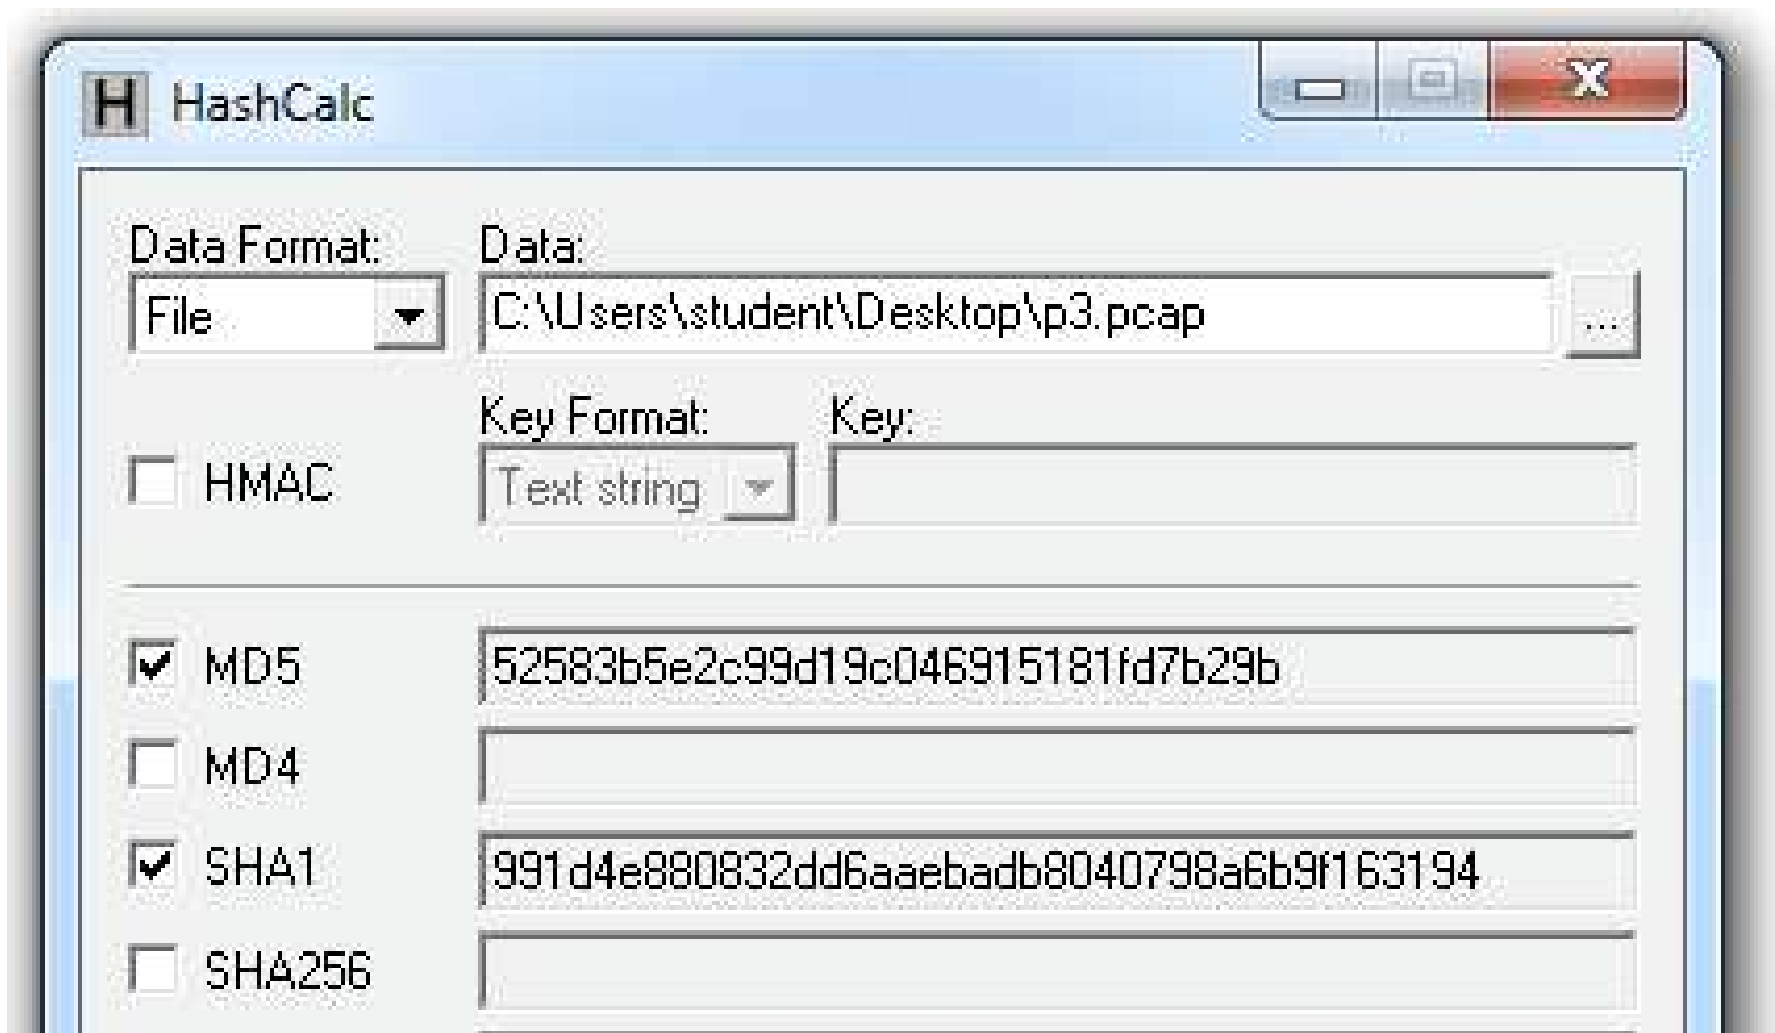 H HashCalc
Data Format: Data:
File C:\Users\student\Desktop\p3.pcap ...
Key Format: Key:
HMAC Text string
MD5 52583b5e2c99d19c046915181fd7b29b
MD4
SHA1 991d4e880832dd6aaebadb8040798a6b9f163194
SHA256